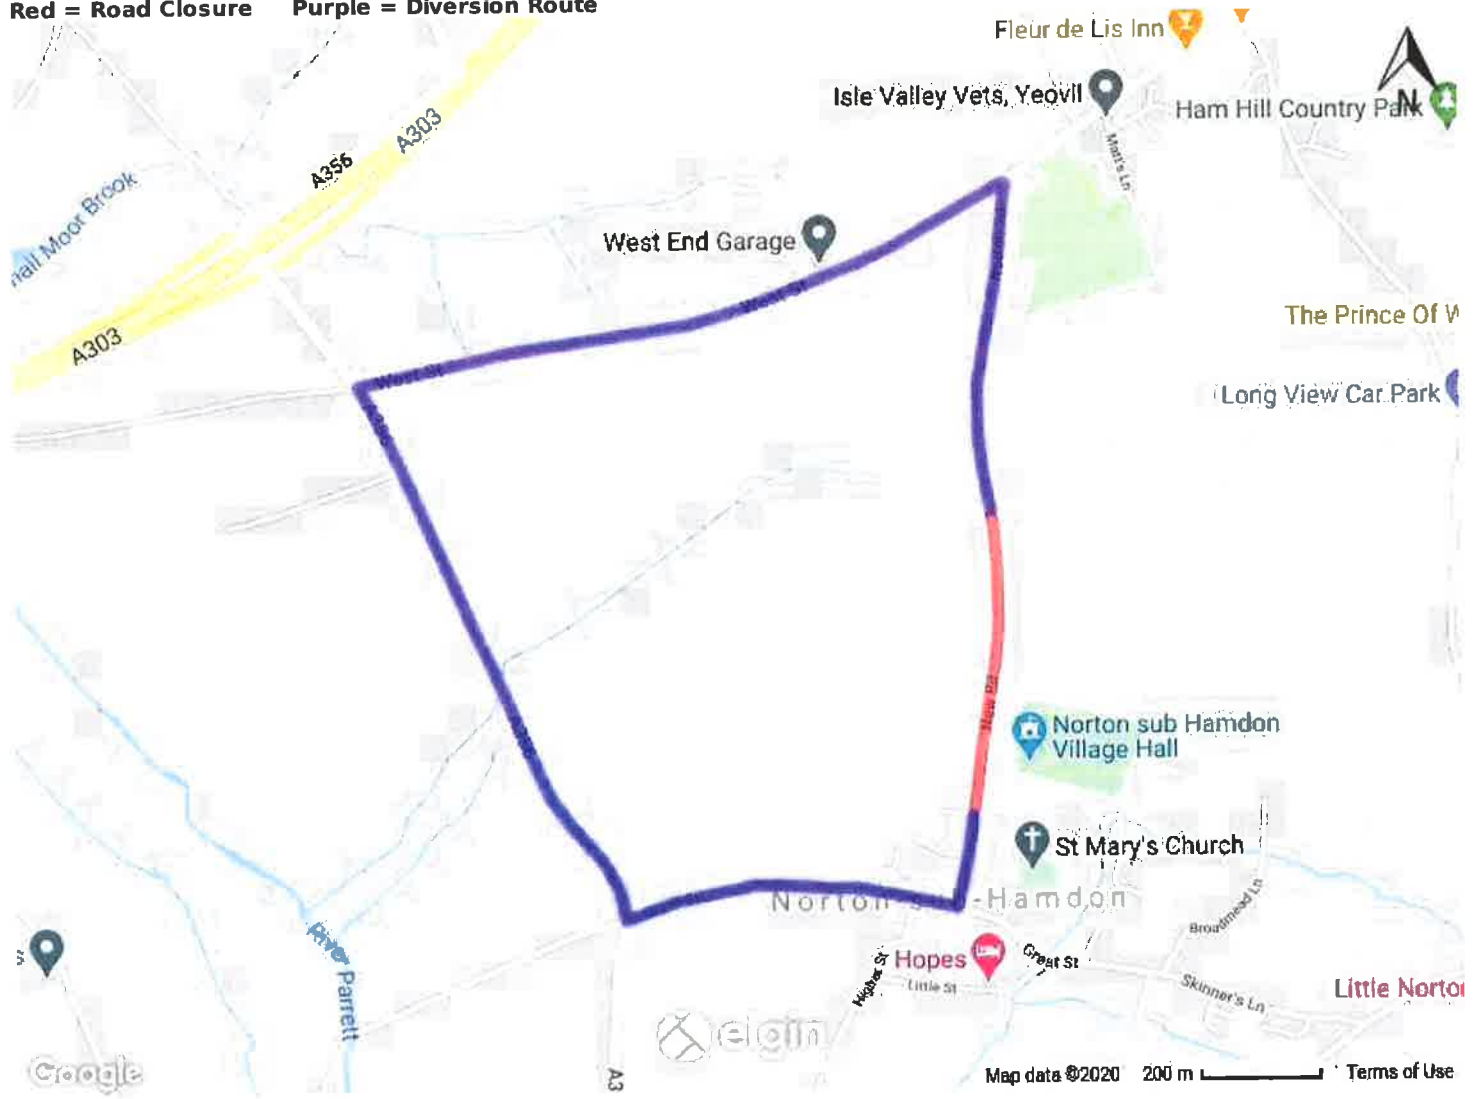 Red = Road Closure Purple = Diversion Route
Fleur de Lis Inn
Isle Valley Vets, Yeovil
Ham Hill Country Park
N
Matt's Ln
A303
A356
West End Garage
West St
The Prince Of W
A303
Long View Car Park
West St
New Rd
Norton sub Hamdon
Village Hall
St Mary's Church
Norton sub-Hamdon
Broadmead Ln
River Parrett
Higher St
Hopes
Great St
Little St
Skinner's Ln
Little Norton
elgin
Google
A3
Map data ©2020 200 m Terms of Use